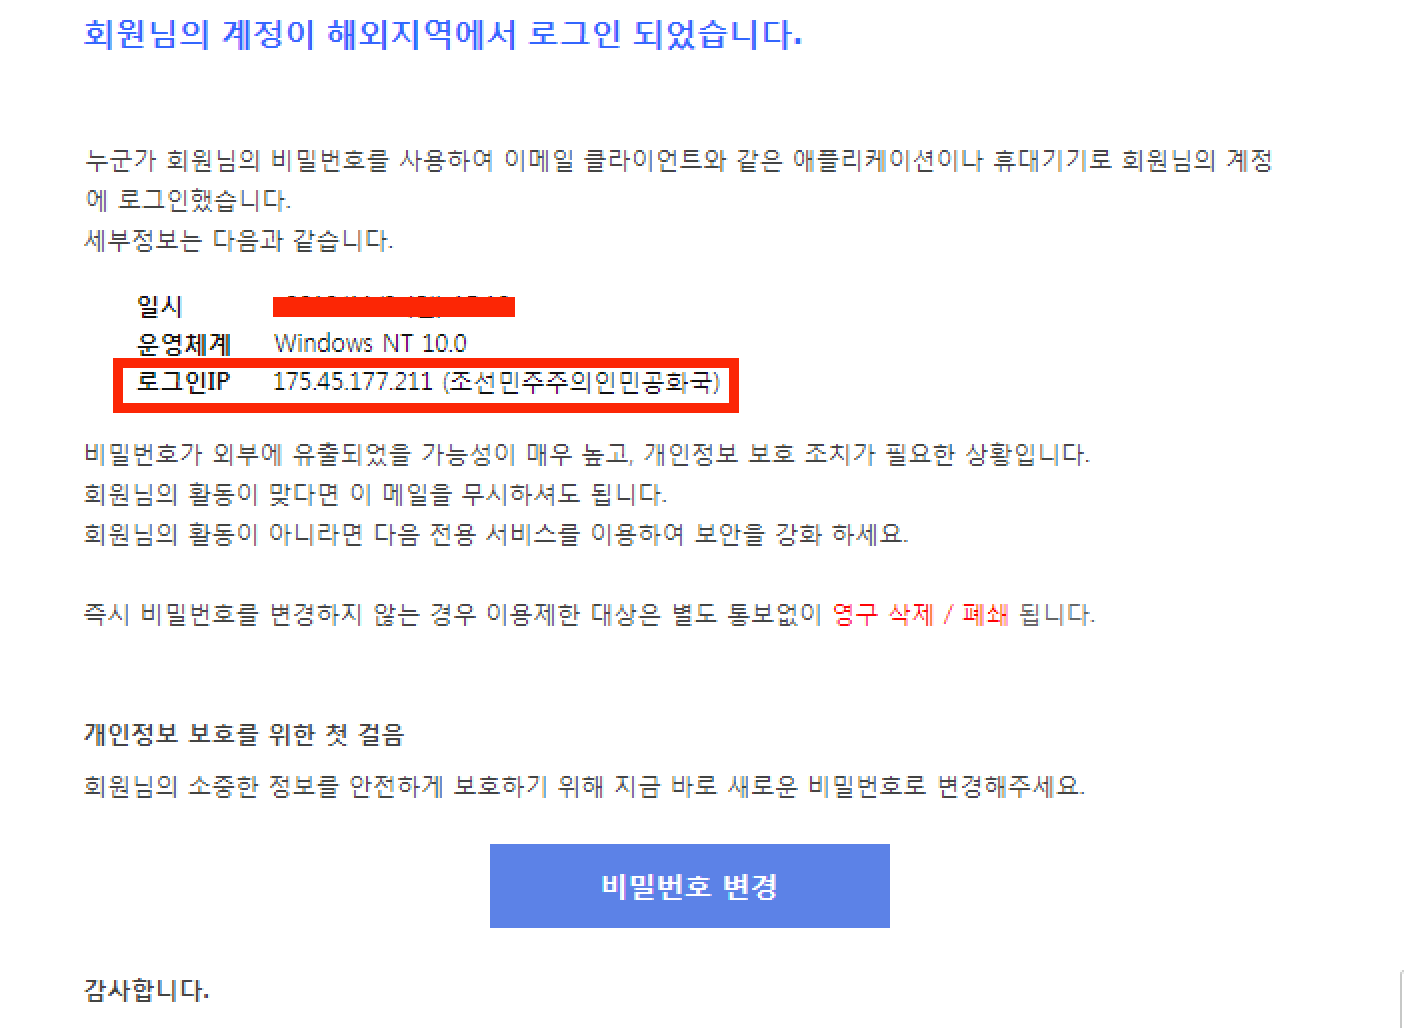 회원님의 계정이 해외지역에서 로그인 되었습니다.
누군가 회원님의 비밀번호를 사용하여 이메일 클라이언트와 같은 애플리케이션이나 휴대기기로 회원님의 계정
에 로그인했습니다.
세부정보는 다음과 같습니다.
일시
운영체계 Windows NT 10.0
로그인IP 175.45.177.211 (조선민주주의인민공화국)
비밀번호가 외부에 유출되었을 가능성이 매우 높고, 개인정보 보호 조치가 필요한 상황입니다.
회원님의 활동이 맞다면 이 메일을 무시하셔도 됩니다.
회원님의 활동이 아니라면 다음 전용 서비스를 이용하여 보안을 강화 하세요.
즉시 비밀번호를 변경하지 않는 경우 이용제한 대상은 별도 통보없이 영구 삭제 / 폐쇄 됩니다.
개인정보 보호를 위한 첫 걸음
회원님의 소중한 정보를 안전하게 보호하기 위해 지금 바로 새로운 비밀번호로 변경해주세요.
비밀번호 변경
감사합니다.